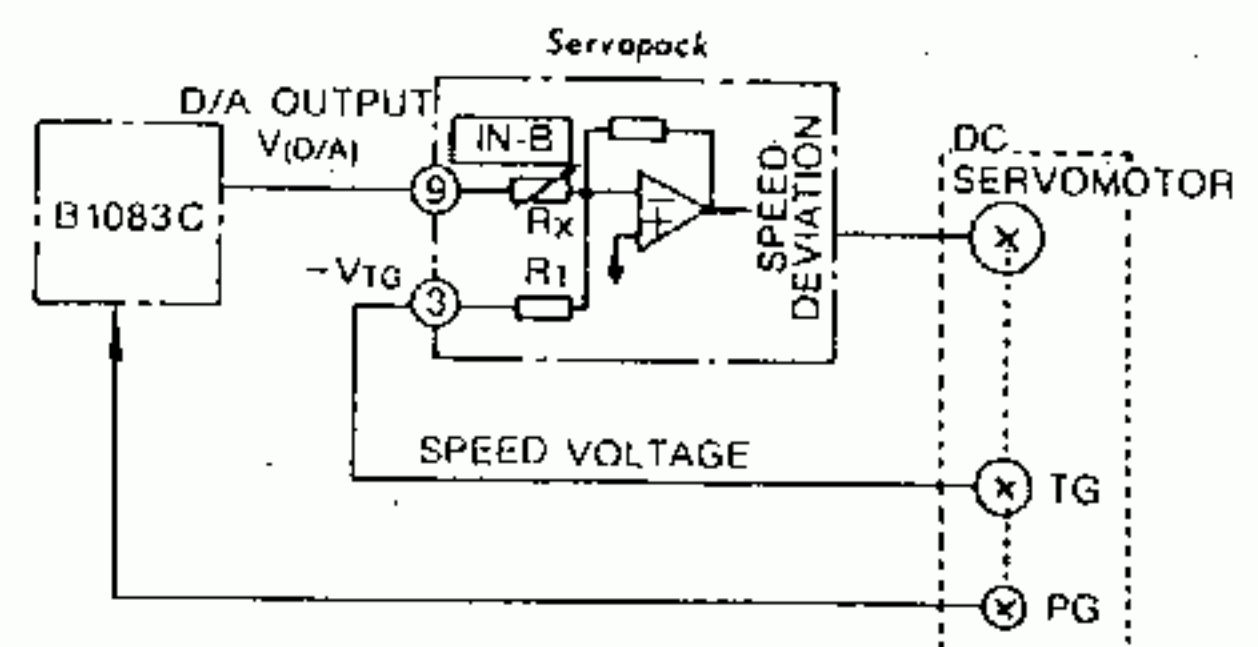 Servopack
D/A OUTPUT
V(D/A)
IN-B
B1083C
9
RX
-VTG
R1
3
SPEED
DEVIATION
DC
SERVOMOTOR
SPEED VOLTAGE
TG
PG